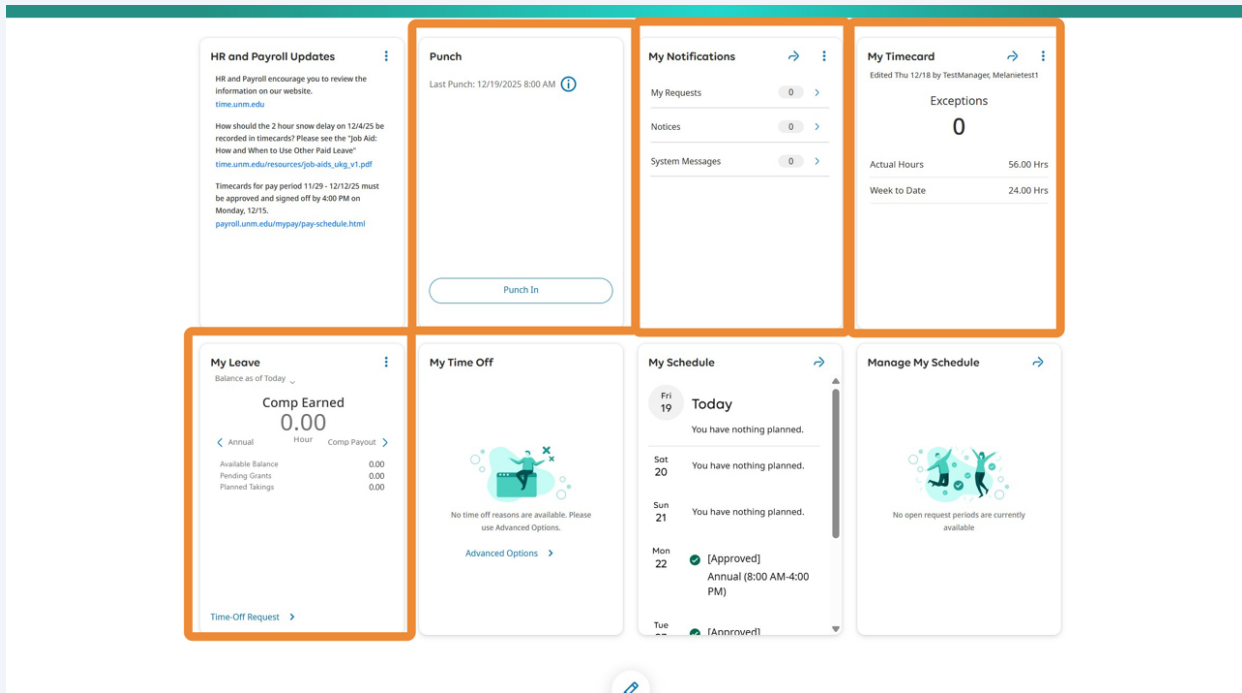 HR and Payroll Updates
HR and Payroll encourage you to review the
information on our website.
time.unm.edu
How should the 2 hour snow delay on 12/4/25 be
recorded in timecards? Please see the "Job Aid:
How and When to Use Other Paid Leave"
time.unm.edu/resources/job-aids_ukg_v1.pdf
Timecards for pay period 11/29 - 12/12/25 must
be approved and signed off by 4:00 PM on
Monday, 12/15.
payroll.unm.edu/mypay/pay-schedule.html
Punch
Last Punch: 12/19/2025 8:00 AM
Punch In
My Notifications
My Requests 0
Notices 0
System Messages 0
My Timecard
Edited Thu 12/18 by TestManager, Melanietest1
Exceptions
0
Actual Hours 56.00 Hrs
Week to Date 24.00 Hrs
My Leave
Balance as of Today
Comp Earned
0.00
Annual Hour Comp Payout
Available Balance 0.00
Pending Grants 0.00
Planned Takings 0.00
Time-Off Request
My Time Off
No time off reasons are available. Please
use Advanced Options.
Advanced Options
My Schedule
Fri
19 Today
You have nothing planned.
Sat
20 You have nothing planned.
Sun
21 You have nothing planned.
Mon
22 [Approved]
Annual (8:00 AM-4:00
PM)
Tue
[Approved]
Manage My Schedule
No open request periods are currently
available